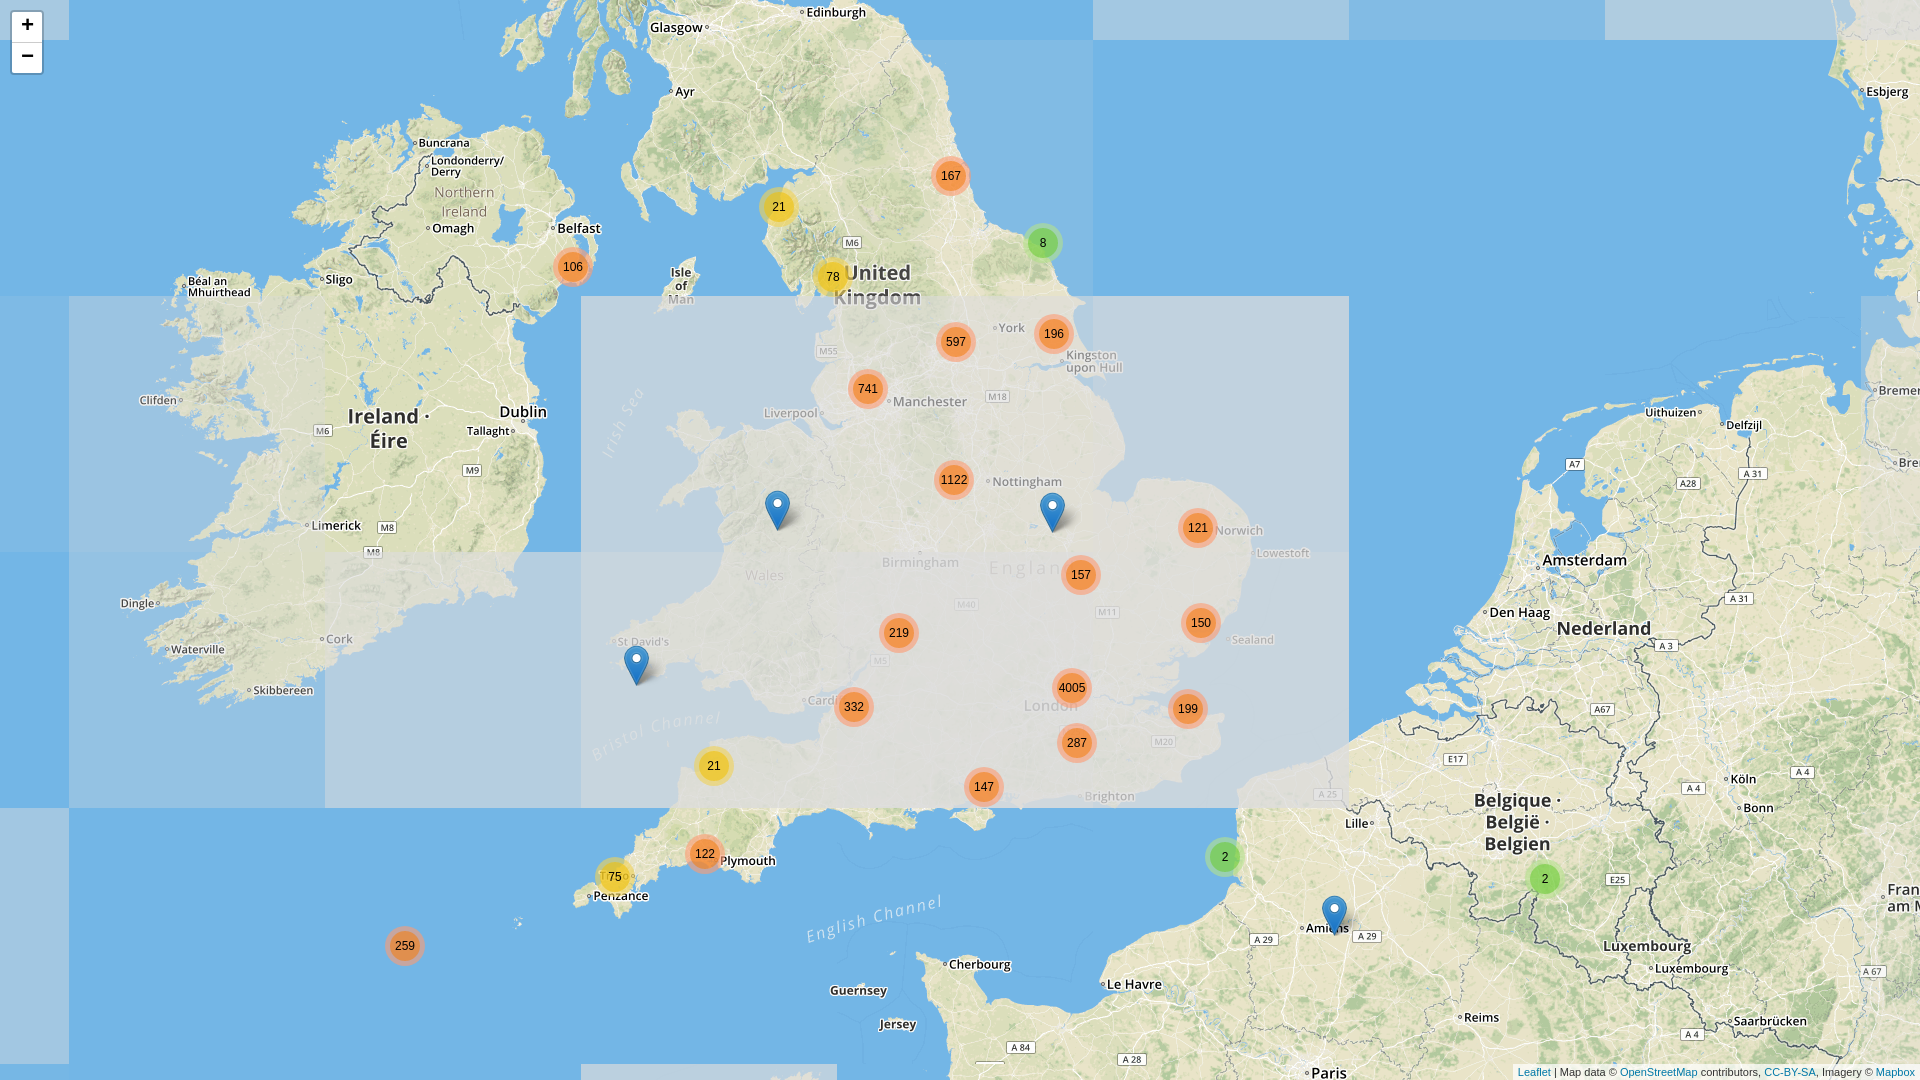 +
−
Glasgow
Edinburgh
Ayr
Esbjerg
Buncrana
Londonderry/
Derry
Northern
Ireland
Omagh
Belfast
167
21
M6
8
106
78
United
Kingdom
Isle
of
Man
Sligo
Béal an
Mhuirthead
York
196
597
M55
Kingston
upon Hull
741
Manchester
M18
Liverpool
Irish Sea
Clifden
Ireland ·
Éire
Dublin
Tallaght
M6
M9
Uithuizen
Delfzijl
A7
A 31
A28
1122
Nottingham
Limerick
M8
M8
121
Norwich
Lowestoft
Birmingham
Wales
157
Amsterdam
Dingle
M40
M11
A 31
Den Haag
Nederland
150
Sealand
219
Cork
St David's
Waterville
M5
A 3
Skibbereen
4005
London
332
199
A67
Bristol Channel
287
M20
E17
21
147
Brighton
A 25
Köln
A 4
A 4
Bonn
Belgique ·
België ·
Belgien
Lille
122
Plymouth
2
75
Penzance
2
E25
English Channel
Amiens
A 29
A 29
259
Luxembourg
Luxembourg
A 67
Cherbourg
Le Havre
Guernsey
Jersey
Reims
Saarbrücken
A 84
A 28
A 4
Paris
Leaflet | Map data © OpenStreetMap contributors, CC-BY-SA, Imagery © Mapbox